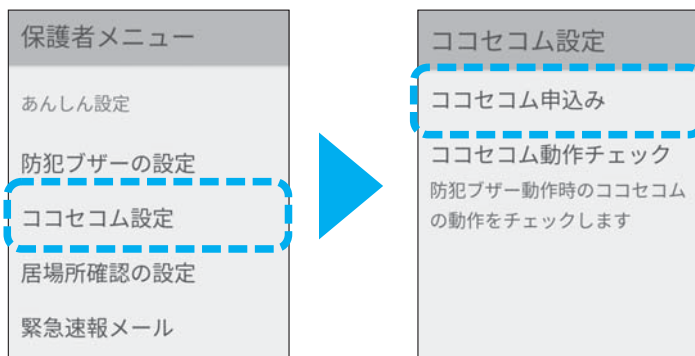 保護者メニュー
あんしん設定
防犯ブザーの設定
ココセコム設定
居場所確認の設定
緊急速報メール
ココセコム設定
ココセコム申込み
ココセコム動作チェック
防犯ブザー動作時のココセコム
の動作をチェックします